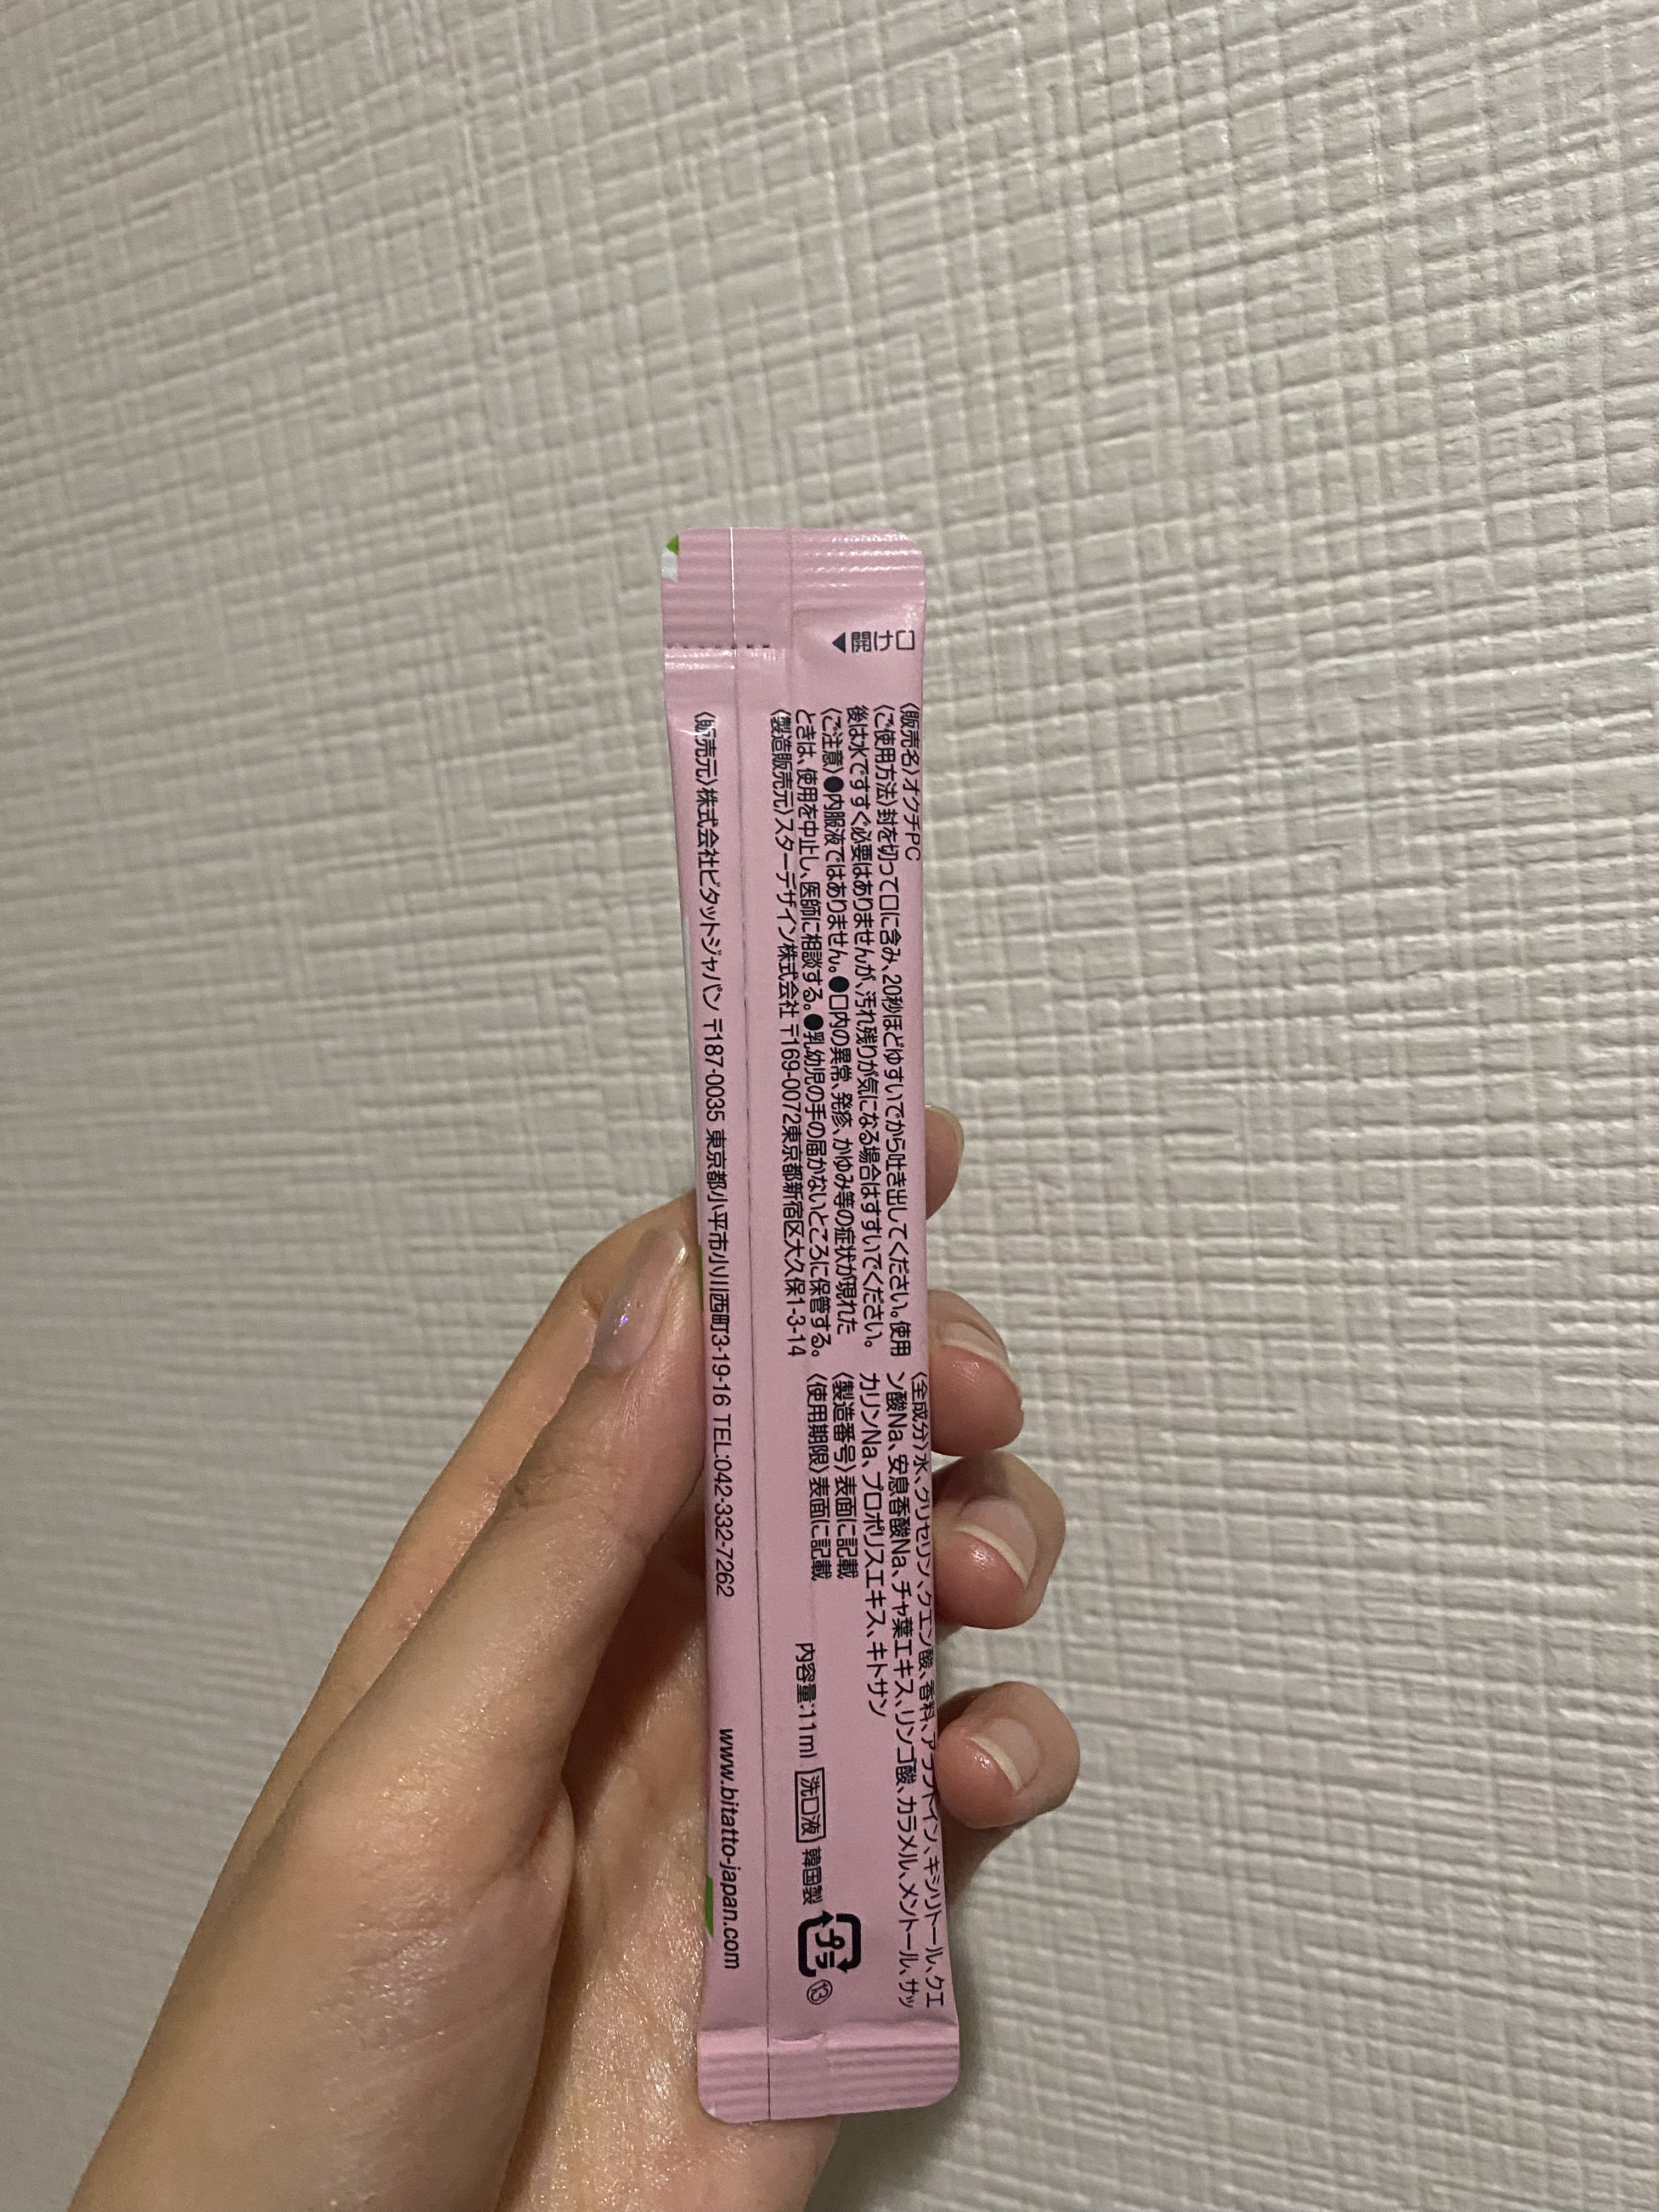 開け口
〈販売名〉オクチPC
〈ご使用方法〉封を切って口に含み、20秒ほどゆすいでから吐き出してください。使用
後は水ですすぐ必要はありませんが、汚れ残りが気になる場合はすすいでください。
〈ご注意〉●内服液ではありません。●口内の異常、発疹、かゆみ等の症状が現れた
ときは、使用を中止し、医師に相談する。●乳幼児の手の届かないところに保管する。
〈製造販売元〉スターデザイン株式会社 〒169-0072東京都新宿区大久保1-3-14
〈全成分〉水、グリセリン、クエン酸、香料、アラントイン、キシリトール、クエ
ン酸Na、安息香酸Na、チャ葉エキス、リンゴ酸、カラメル、メントール、サッ
カリンNa、プロポリスエキス、キトサン
〈製造番号〉表面に記載
〈使用期限〉表面に記載
内容量:11ml 洗口液 韓国製 プラ ⑬
〈販売元〉株式会社ビタットジャパン 〒187-0035 東京都小平市小川西町3-19-16 TEL:042-332-7262
www.bitatto-japan.com